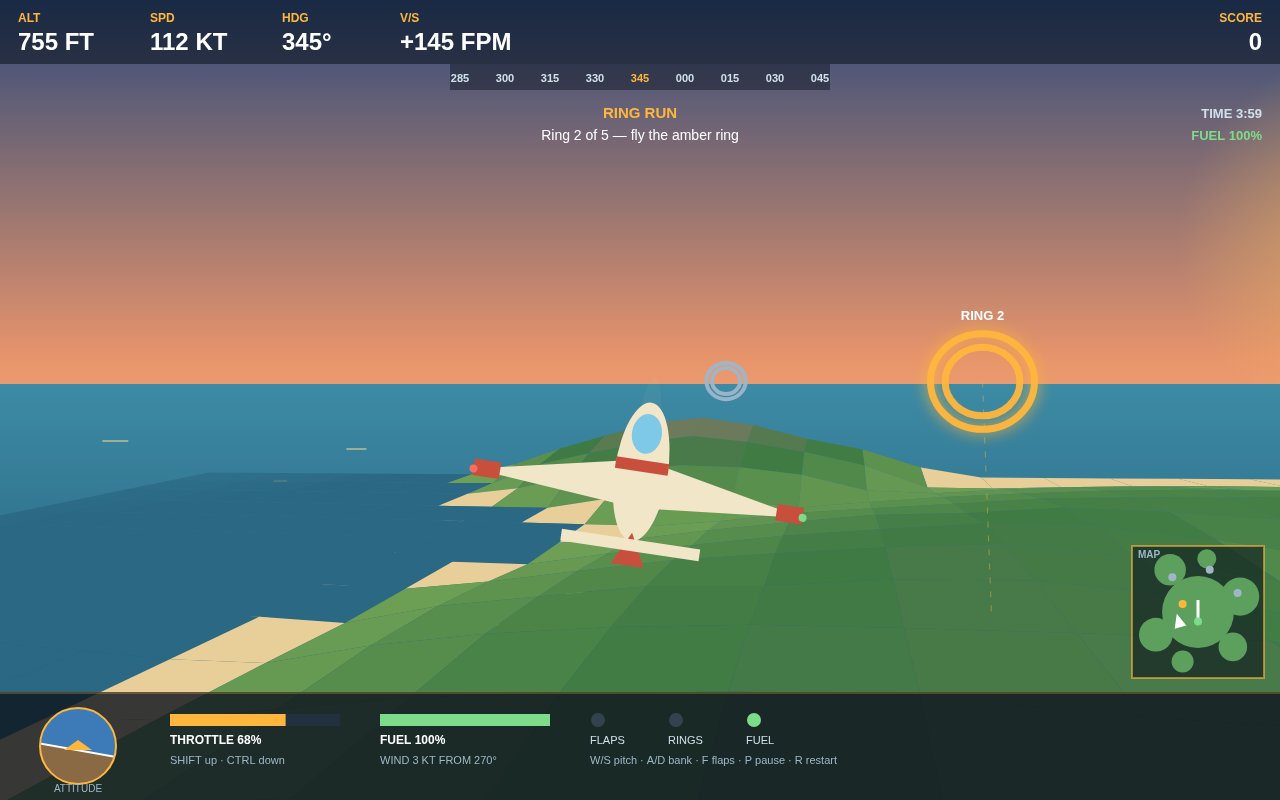 ALT SPD HDG V/S SCORE
755 FT 112 KT 345° +145 FPM 0
285 300 315 330 345 000 015 030 045
RING RUN
TIME 3:59
Ring 2 of 5 — fly the amber ring
FUEL 100%
RING 2
MAP
THROTTLE 68% FUEL 100% FLAPS RINGS FUEL
SHIFT up · CTRL down WIND 3 KT FROM 270° W/S pitch · A/D bank · F flaps · P pause · R restart
ATTITUDE